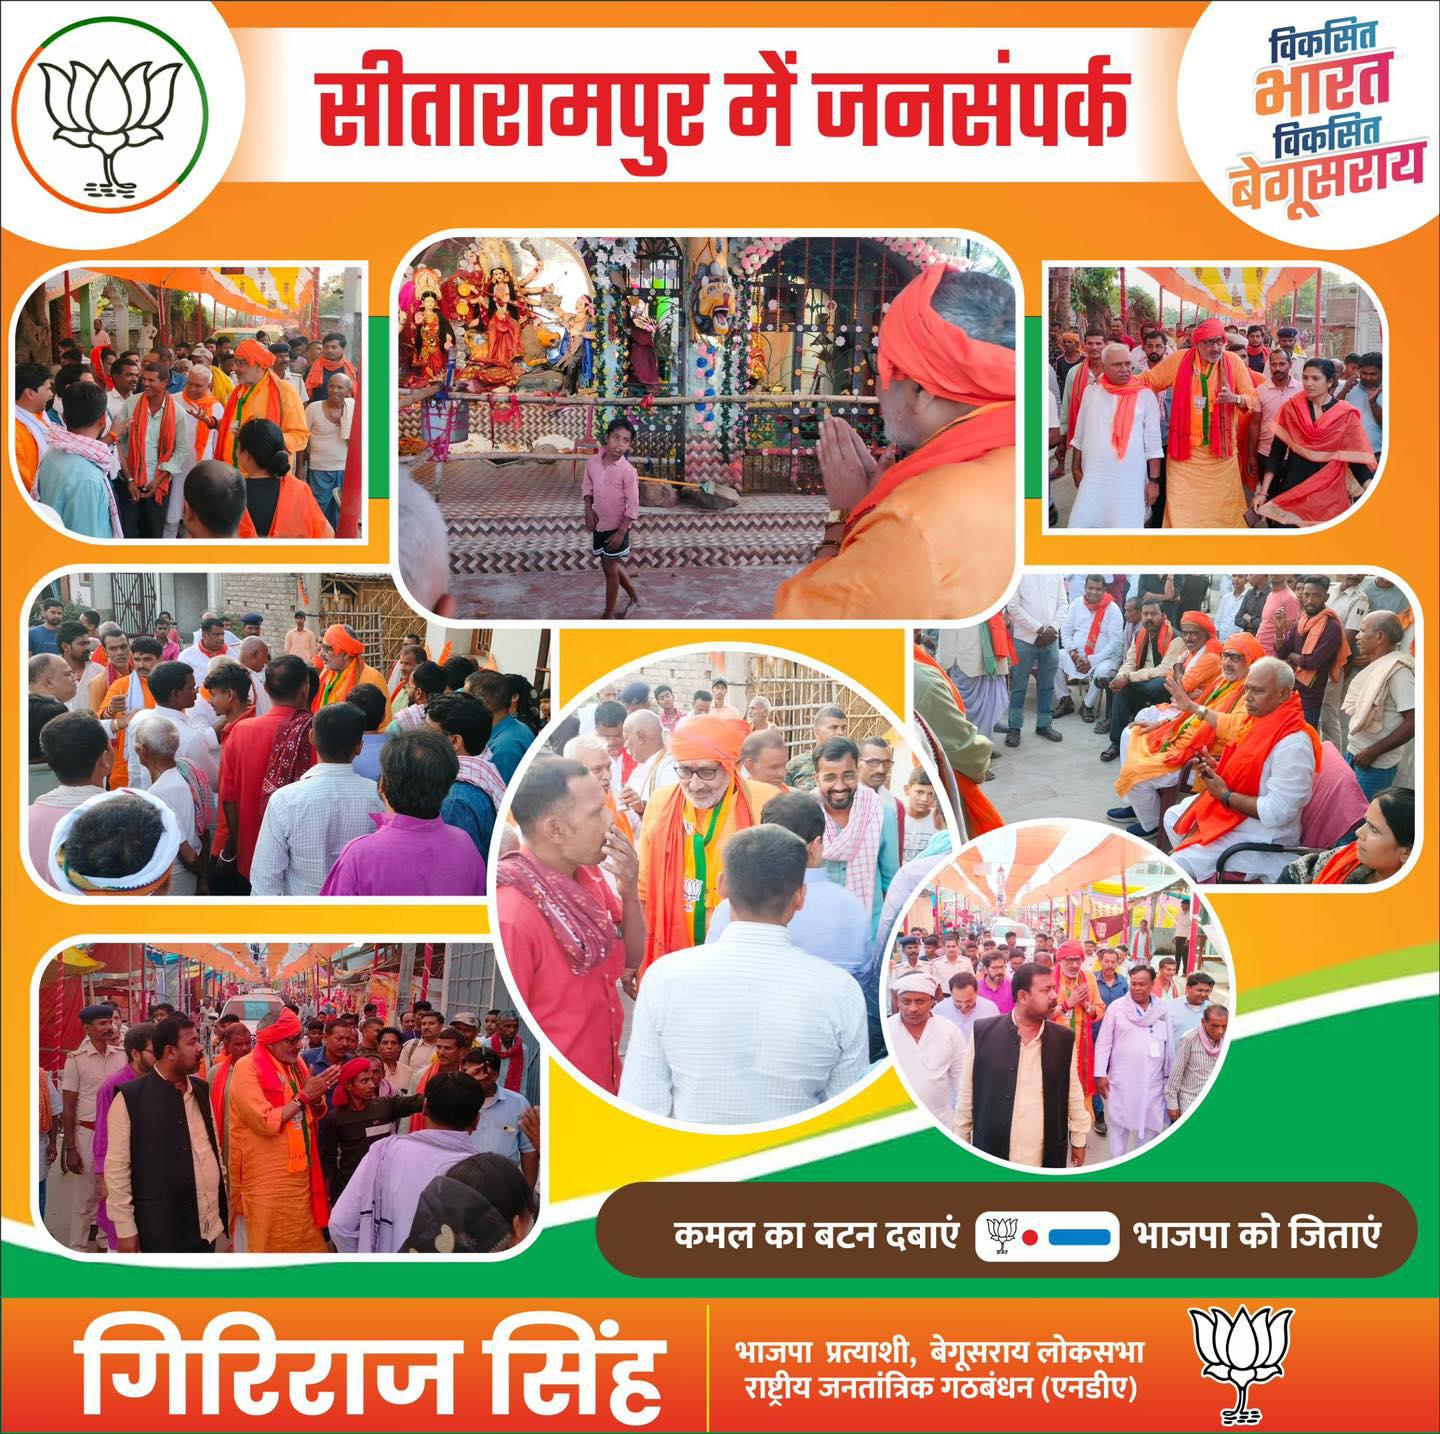 सीतारामपुर में जनसंपर्क
विकसित
भारत
विकसित
बेगूसराय
कमल का बटन दबाएं भाजपा को जिताएं
गिरिराज सिंह
भाजपा प्रत्याशी, बेगूसराय लोकसभा
राष्ट्रीय जनतांत्रिक गठबंधन (एनडीए)